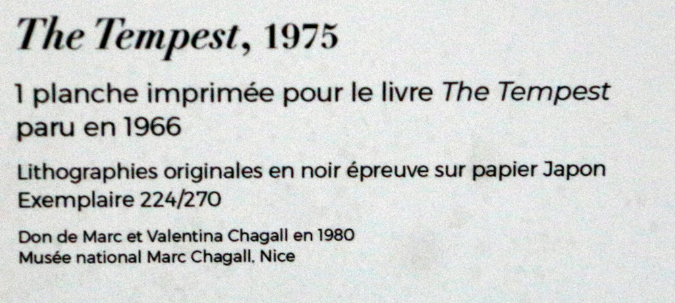 The Tempest, 1975
1 planche imprimée pour le livre The Tempest
paru en 1966
Lithographies originales en noir épreuve sur papier Japon
Exemplaire 224/270
Don de Marc et Valentina Chagall en 1980
Musée national Marc Chagall, Nice